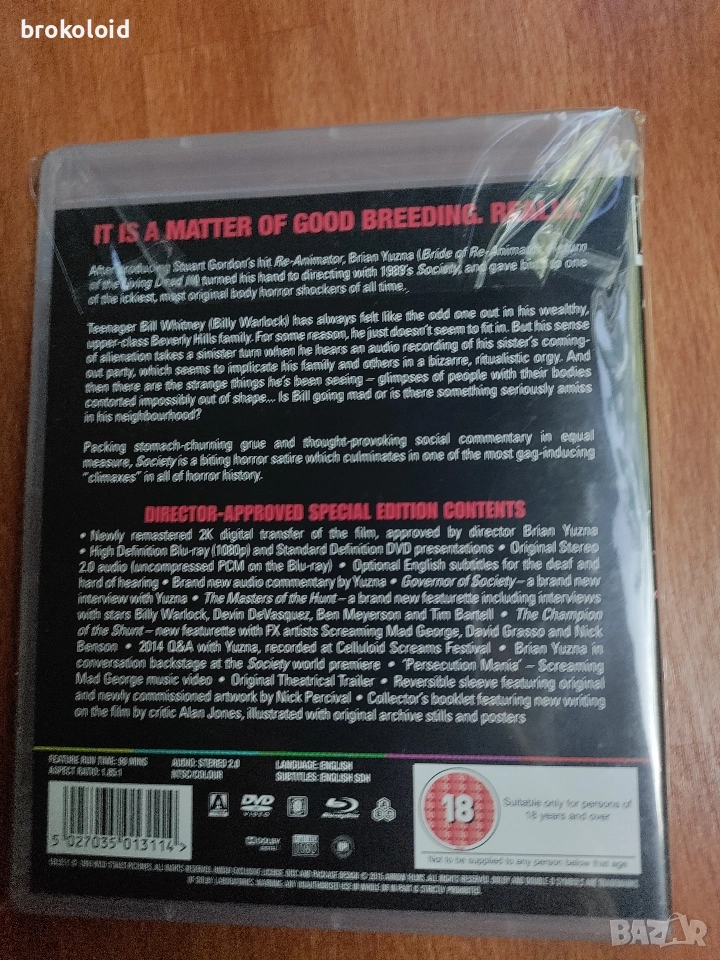 brokoloid
IT IS A MATTER OF GOOD BREEDING. REALLY.
After producing Stuart Gordon's hit Re-Animator, Brian Yuzna (Bride of Re-Animator, Return
of the Living Dead III) turned his hand to directing with 1989's Society, and gave birth to one
of the ickiest, most original body horror shockers of all time.
Teenager Bill Whitney (Billy Warlock) has always felt like the odd one out in his wealthy,
upper-class Beverly Hills family. For some reason, he just doesn't seem to fit in. But his sense
of alienation takes a sinister turn when he hears an audio recording of his sister's coming-
out party, which seems to implicate his family and others in a bizarre, ritualistic orgy. And
then there are the strange things he's been seeing – glimpses of people with their bodies
contorted impossibly out of shape... Is Bill going mad or is there something seriously amiss
in his neighbourhood?
Packing stomach-churning grue and thought-provoking social commentary in equal
measure, Society is a biting horror satire which culminates in one of the most gag-inducing
"climaxes" in all of horror history.
DIRECTOR-APPROVED SPECIAL EDITION CONTENTS
• Newly remastered 2K digital transfer of the film, approved by director Brian Yuzna
• High Definition Blu-ray (1080p) and Standard Definition DVD presentations • Original Stereo
2.0 audio (uncompressed PCM on the Blu-ray) • Optional English subtitles for the deaf and
hard of hearing • Brand new audio commentary by Yuzna • Governor of Society – a brand new
interview with Yuzna • The Masters of the Hunt – a brand new featurette including interviews
with stars Billy Warlock, Devin DeVasquez, Ben Meyerson and Tim Bartell • The Champion
of the Shunt – new featurette with FX artists Screaming Mad George, David Grasso and Nick
Benson • 2014 Q&A with Yuzna, recorded at Celluloid Screams Festival • Brian Yuzna in
conversation backstage at the Society world premiere • 'Persecution Mania' – Screaming
Mad George music video • Original Theatrical Trailer • Reversible sleeve featuring original
and newly commissioned artwork by Nick Percival • Collector's booklet featuring new writing
on the film by critic Alan Jones, illustrated with original archive stills and posters
FEATURE RUN TIME: 99 MINS AUDIO: STEREO 2.0 LANGUAGE: ENGLISH
ASPECT RATIO: 1.85:1 NTSC/COLOUR SUBTITLES: ENGLISH SDH
5 027035 013114 >
A DVD VIDEO Blu-ray Disc
DOLBY
18
Suitable only for persons of
18 years and over
Not to be supplied to any person below that age
BAZAR